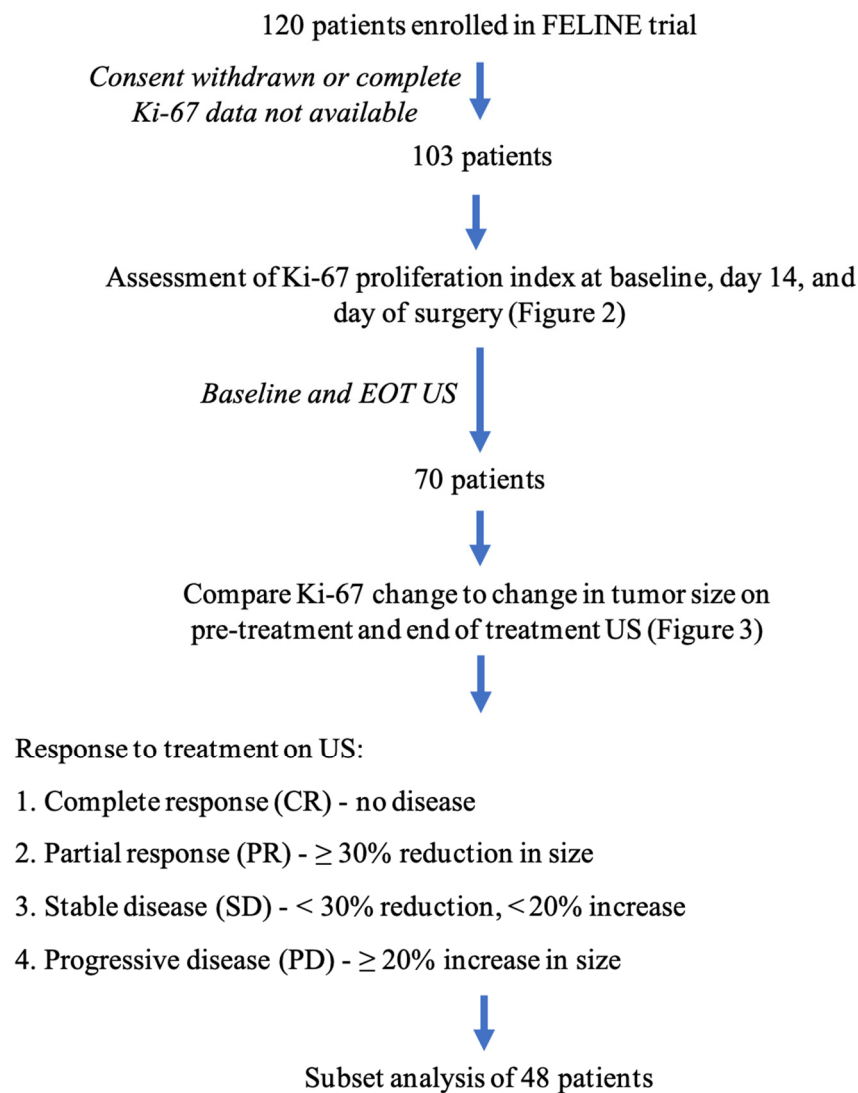 120 patients enrolled in FELINE trial
Consent withdrawn or complete
Ki-67 data not available
103 patients
Assessment of Ki-67 proliferation index at baseline, day 14, and
day of surgery (Figure 2)
Baseline and EOT US
70 patients
Compare Ki-67 change to change in tumor size on
pre-treatment and end of treatment US (Figure 3)
Response to treatment on US:
1. Complete response (CR) - no disease
2. Partial response (PR) - ≥ 30% reduction in size
3. Stable disease (SD) - < 30% reduction, <20% increase
4. Progressive disease (PD) - ≥ 20% increase in size
Subset analysis of 48 patients